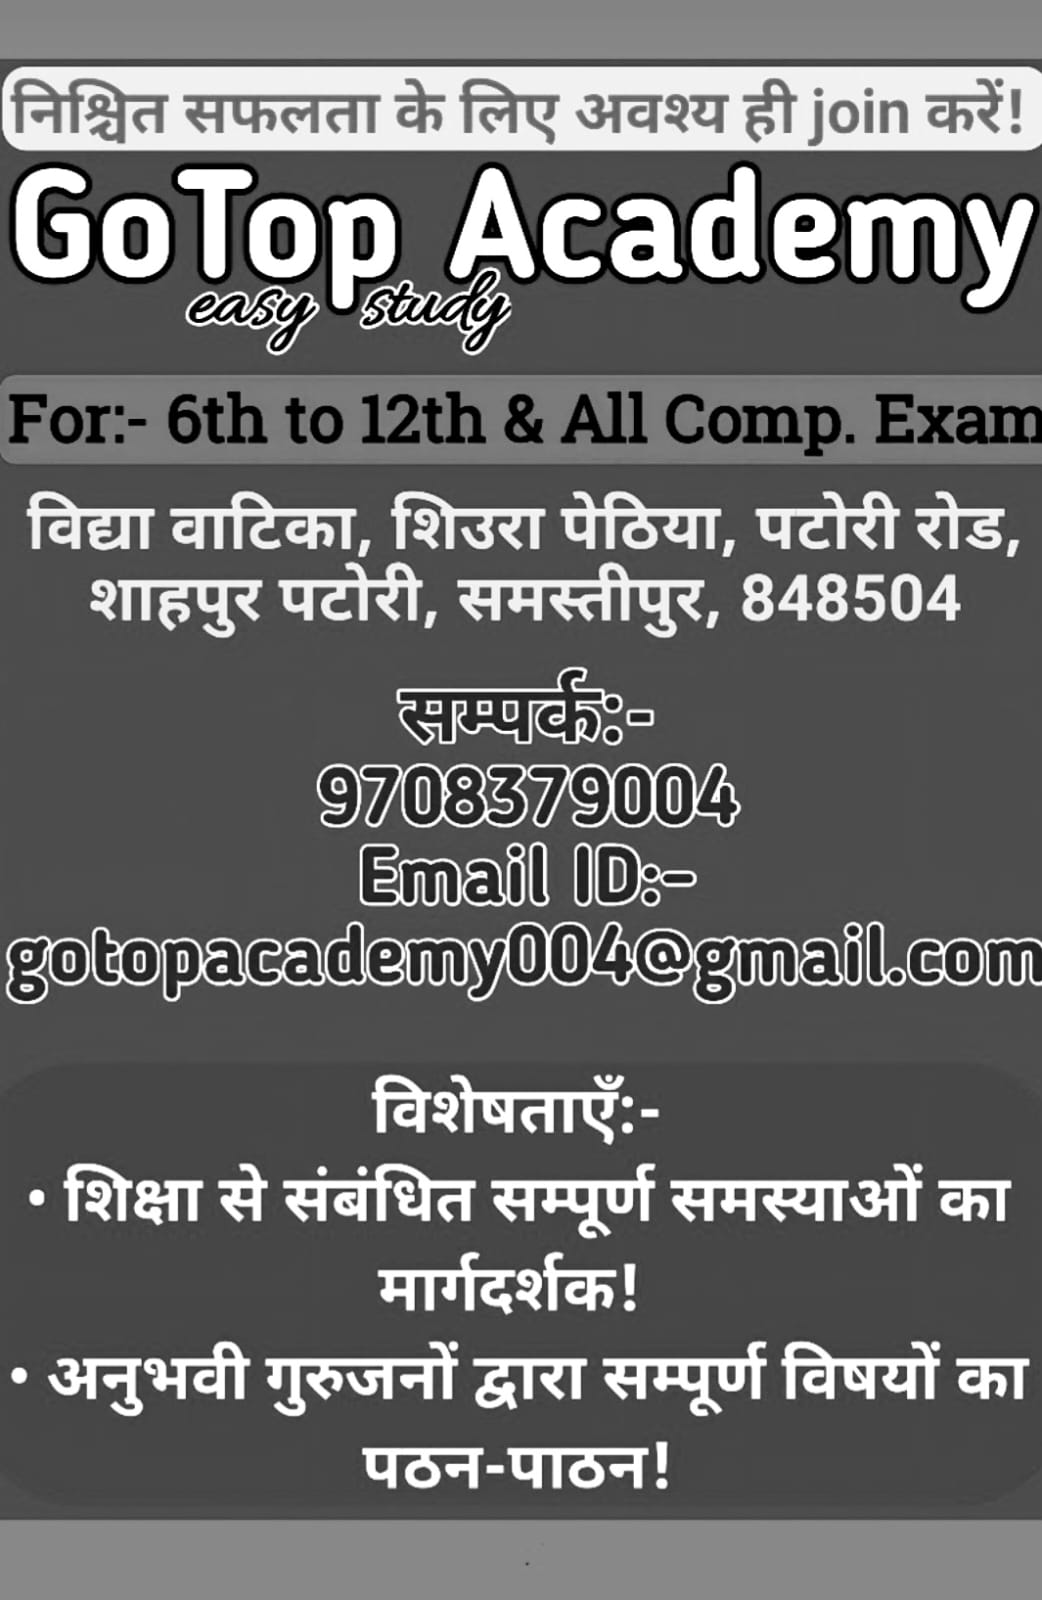 निश्चित सफलता के लिए अवश्य ही join करें!
GoTop Academy
easy study
For:- 6th to 12th & All Comp. Exam
विद्या वाटिका, शिउरा पेठिया, पटोरी रोड,
शाहपुर पटोरी, समस्तीपुर, 848504
सम्पर्क:-
9708379004
Email ID:-
gotopacademy004@gmail.com
विशेषताएँ:-
• शिक्षा से संबंधित सम्पूर्ण समस्याओं का
मार्गदर्शक!
• अनुभवी गुरुजनों द्वारा सम्पूर्ण विषयों का
पठन-पाठन!